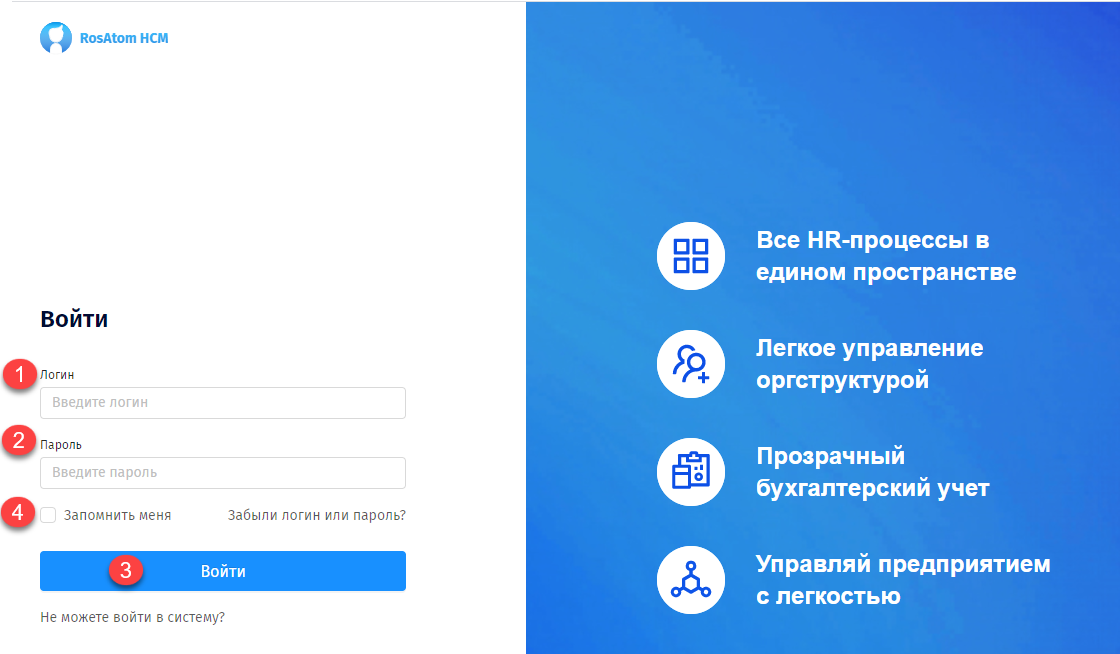 RosAtom HCM
Войти
1 Логин
Введите логин
2 Пароль
Введите пароль
4 Запомнить меня Забыли логин или пароль?
3 Войти
Не можете войти в систему?
Все HR-процессы в
едином пространстве
Легкое управление
оргструктурой
Прозрачный
бухгалтерский учет
Управляй предприятием
с легкостью